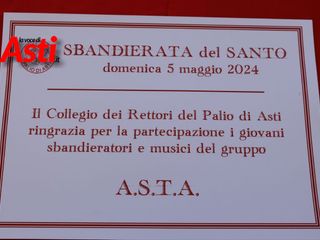 la voce di
Asti
.it
SBANDIERATA del SANTO
domenica 5 maggio 2024
Il Collegio dei Rettori del Palio di Asti
ringrazia per la partecipazione i giovani
sbandieratori e musici del gruppo
A.S.T.A.